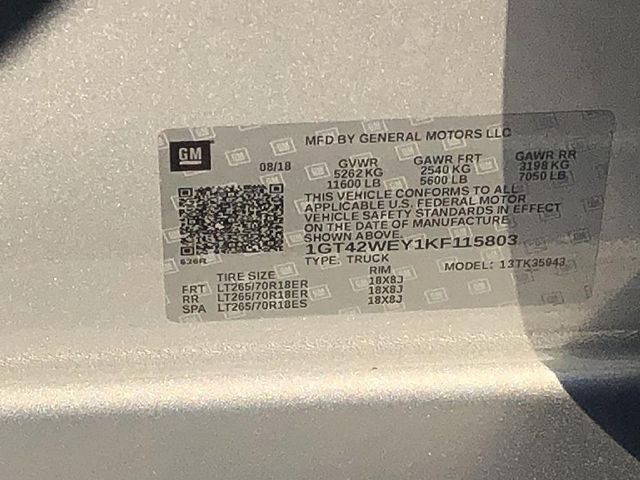 MFD BY GENERAL MOTORS LLC
GM
08/18
GVWR
5262 KG
11600 LB
GAWR FRT
2540 KG
5600 LB
GAWR RR
3198 KG
7050 LB
THIS VEHICLE CONFORMS TO ALL
APPLICABLE U.S. FEDERAL MOTOR
VEHICLE SAFETY STANDARDS IN EFFECT
ON THE DATE OF MANUFACTURE
SHOWN ABOVE.
1GT42WEY1KF115803
636R
TYPE: TRUCK
MODEL: 13TK35943
TIRE SIZE RIM
FRT LT265/70R18ER 18X8J
RR LT265/70R18ER 18X8J
SPA LT265/70R18ES 18X8J